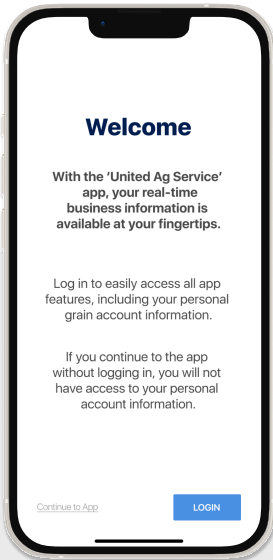 Welcome
With the ‘United Ag Service’
app, your real-time
business information is
available at your fingertips.
Log in to easily access all app
features, including your personal
grain account information.
If you continue to the app
without logging in, you will not
have access to your personal
account information.
Continue to App
LOGIN